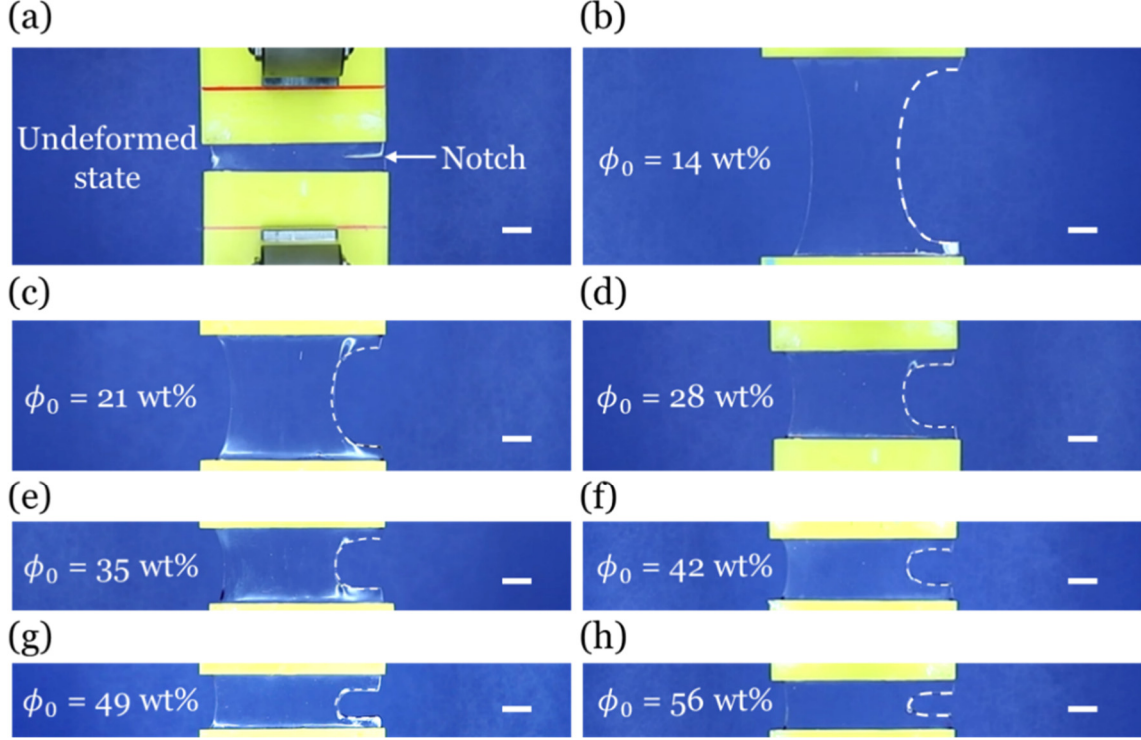 (a)
Undeformed
state
Notch
(b)
ϕ₀ = 14 wt%
(c)
ϕ₀ = 21 wt%
(d)
ϕ₀ = 28 wt%
(e)
ϕ₀ = 35 wt%
(f)
ϕ₀ = 42 wt%
(g)
ϕ₀ = 49 wt%
(h)
ϕ₀ = 56 wt%